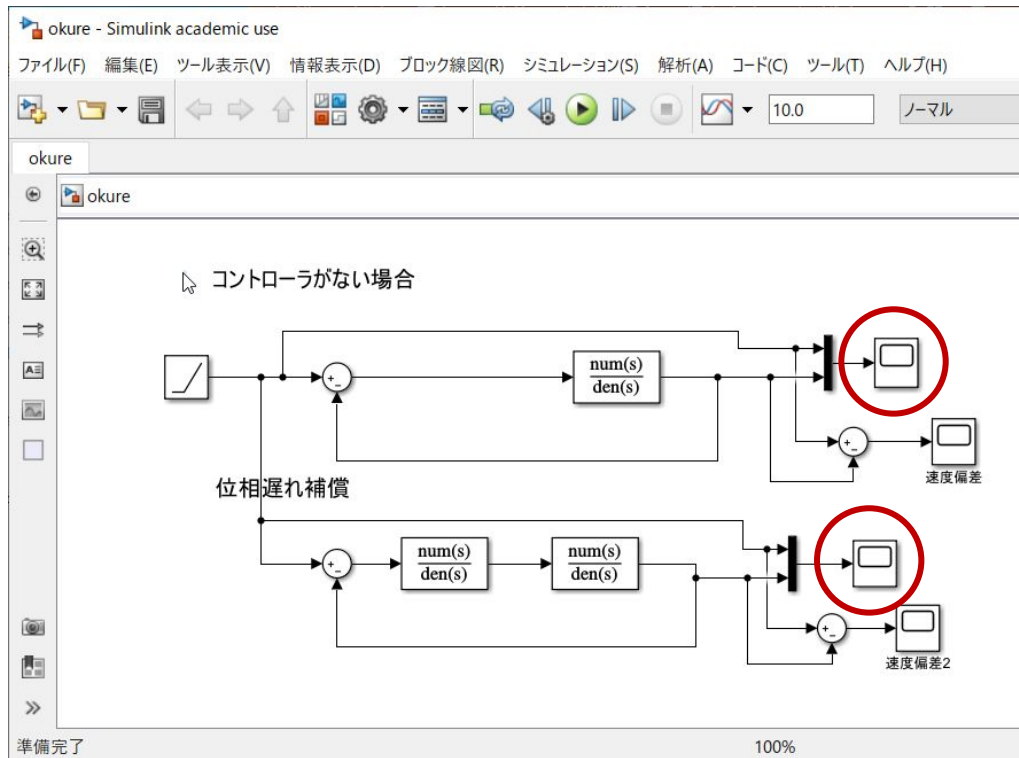 okure - Simulink academic use
ファイル(F) 編集(E) ツール表示(V) 情報表示(D) ブロック線図(R) シミュレーション(S) 解析(A) コード(C) ツール(T) ヘルプ(H)
10.0 ノーマル
okure
okure
コントローラがない場合
num(s)
den(s)
+
-
+
-
速度偏差
位相遅れ補償
num(s) num(s)
den(s) den(s)
+
-
+
-
速度偏差2
準備完了 100%